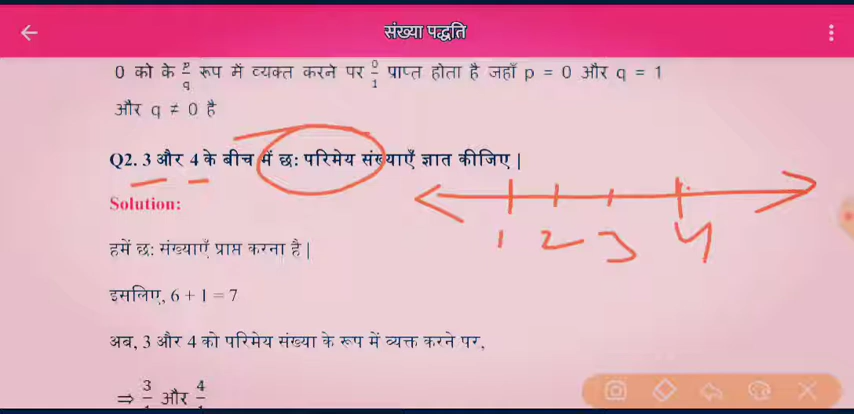 संख्या पद्धति
0 को के p/q रूप में व्यक्त करने पर 0/1 प्राप्त होता है जहाँ p = 0 और q = 1
और q ≠ 0 है
Q2. 3 और 4 के बीच में छ: परिमेय संख्याएँ ज्ञात कीजिए |
Solution:
1 2 3 4
हमें छ: संख्याएँ प्राप्त करना है |
इसलिए, 6 + 1 = 7
अब, 3 और 4 को परिमेय संख्या के रूप में व्यक्त करने पर,
⇒ 3/1 और 4/1